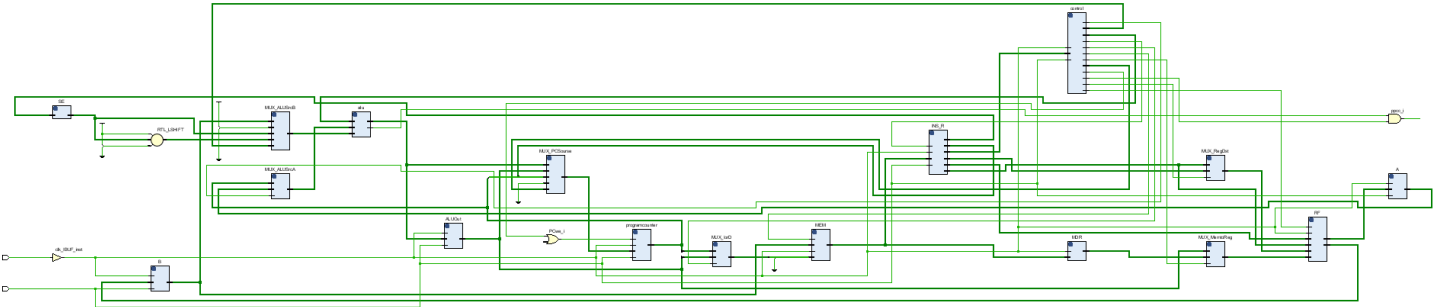 control
SE
MUX_ALUSrcB
alu
pcen_i
RTL_LSHIFT
INS_R
MUX_PCSource
MUX_RegDst
MUX_ALUSrcA
A
ALUOut
programcounter
RF
PCen_i
MUX_IorD
MEM
MDR
MUX_MemtoReg
clk_IBUF_inst
B